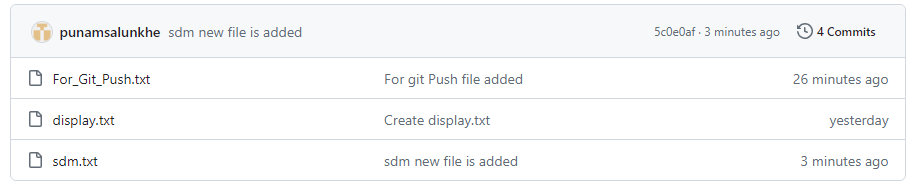 punamsalunkhe sdm new file is added 5c0e0af · 3 minutes ago 4 Commits
For_Git_Push.txt For git Push file added 26 minutes ago
display.txt Create display.txt yesterday
sdm.txt sdm new file is added 3 minutes ago